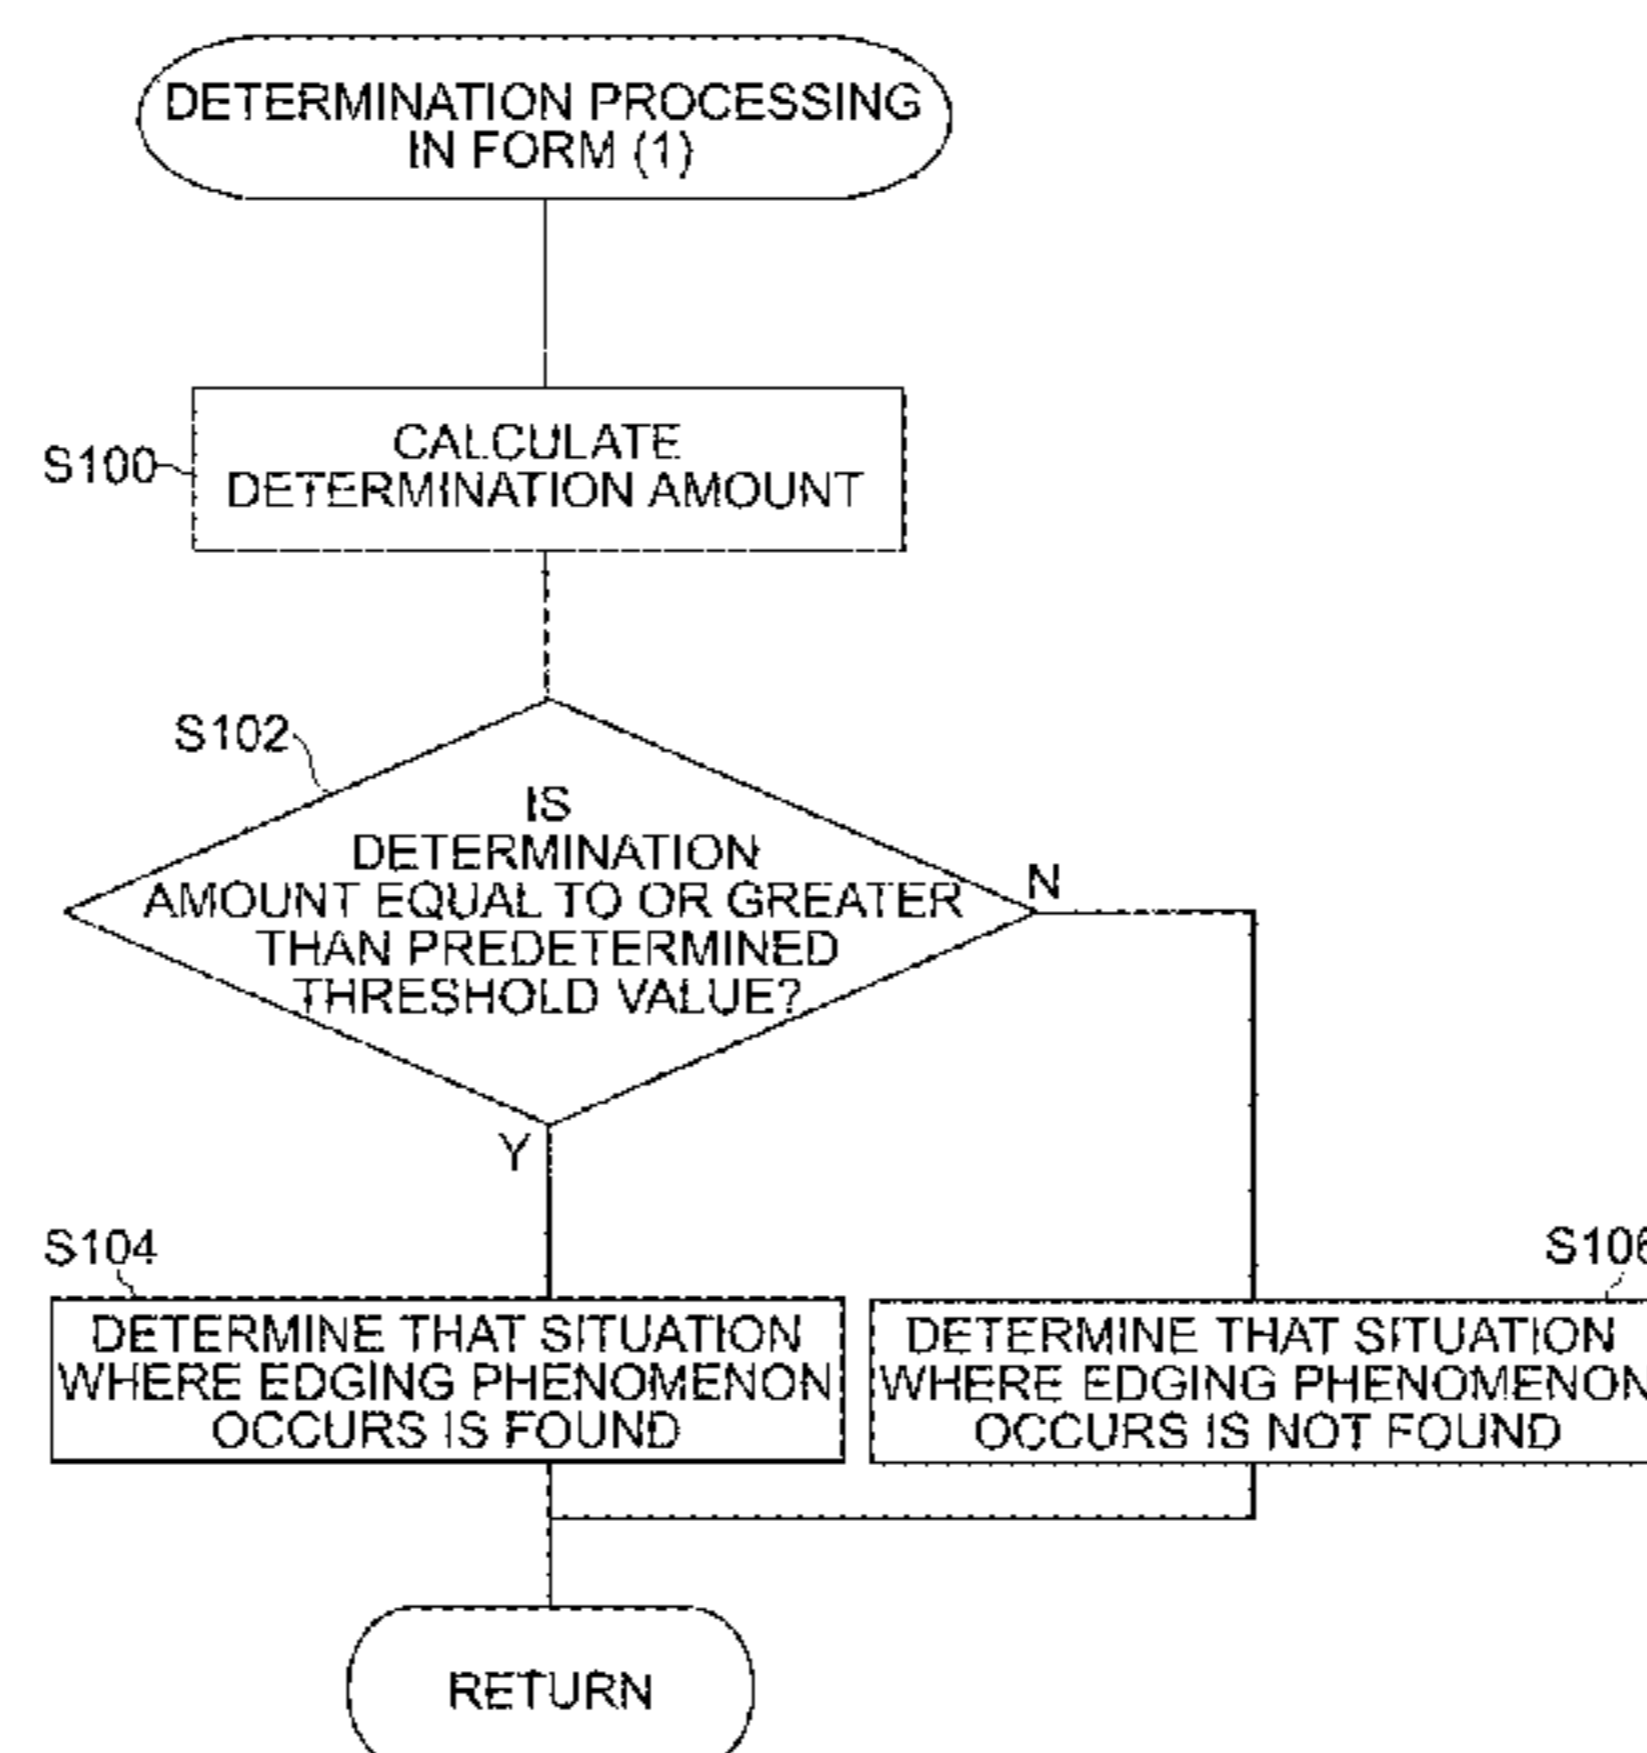 DETERMINATION PROCESSING
IN FORM (1)
S100
CALCULATE
DETERMINATION AMOUNT
S102
IS
DETERMINATION
AMOUNT EQUAL TO OR GREATER
THAN PREDETERMINED
THRESHOLD VALUE?
N
Y
S104
DETERMINE THAT SITUATION
WHERE EDGING PHENOMENON
OCCURS IS FOUND
S106
DETERMINE THAT SITUATION
WHERE EDGING PHENOMENON
OCCURS IS NOT FOUND
RETURN